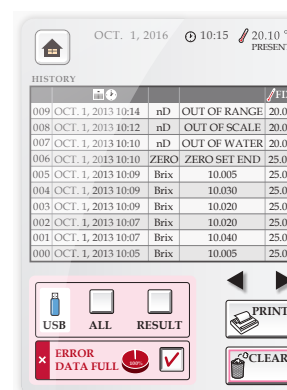 OCT. 1, 2016 10:15 20.10 °
PRESENT
HISTORY
FD
009 OCT. 1, 2013 10:14 nD OUT OF RANGE 20.0
008 OCT. 1, 2013 10:12 nD OUT OF SCALE 20.0
007 OCT. 1, 2013 10:10 nD OUT OF WATER 20.0
006 OCT. 1, 2013 10:10 ZERO ZERO SET END 25.0
005 OCT. 1, 2013 10:09 Brix 10.005 25.0
004 OCT. 1, 2013 10:09 Brix 10.030 25.0
003 OCT. 1, 2013 10:09 Brix 10.020 25.0
002 OCT. 1, 2013 10:07 Brix 10.020 25.0
001 OCT. 1, 2013 10:07 Brix 10.040 25.0
000 OCT. 1, 2013 10:05 Brix 10.005 25.0
USB ALL RESULT
PRINT
ERROR
DATA FULL 100%
CLEAR